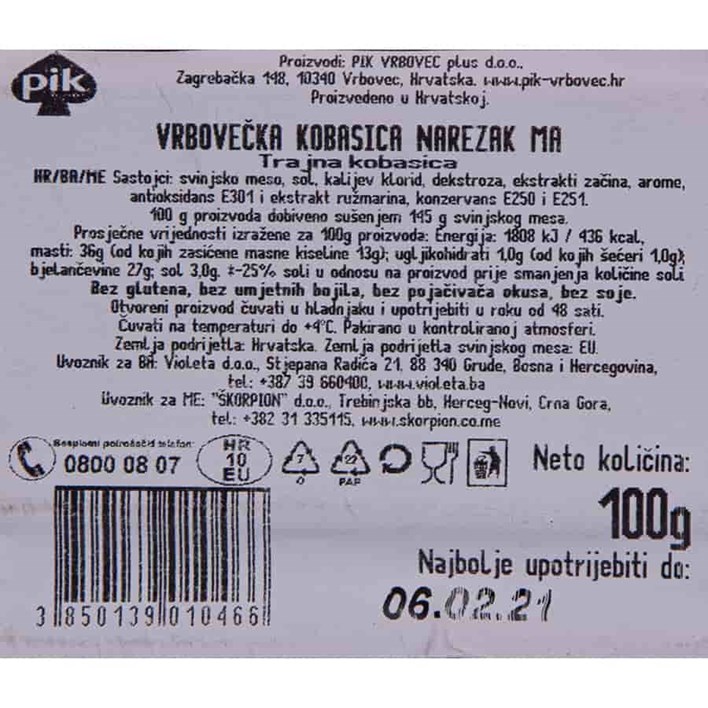 pik
Proizvodi: PIK VRBOVEC plus d.o.o.,
Zagrebačka 148, 10340 Vrbovec, Hrvatska. www.pik-vrbovec.hr
Proizvedeno u Hrvatskoj.
VRBOVEČKA KOBASICA NAREZAK MA
Trajna kobasica
HR/BA/ME Sastojci: svinjsko meso, sol, kalijev klorid, dekstroza, ekstrakti začina, arome,
antioksidans E301 i ekstrakt ružmarina, konzervans E250 i E251.
100 g proizvoda dobiveno sušenjem 145 g svinjskog mesa.
Prosječne vrijednosti izražene za 100g proizvoda: Energija: 1808 kJ / 436 kcal,
masti: 36g (od kojih zasićene masne kiseline 13g); ugljikohidrati 1,0g (od kojih šećeri 1,0g);
bjelančevine 27g; sol 3,0g. *-25% soli u odnosu na proizvod prije smanjenja količine soli
Bez glutena, bez umjetnih bojila, bez pojačivača okusa, bez soje.
Otvoreni proizvod čuvati u hladnjaku i upotrijebiti u roku od 48 sati.
Čuvati na temperaturi do +4°C. Pakirano u kontroliranoj atmosferi.
Zemlja podrijetla: Hrvatska. Zemlja podrijetla svinjskog mesa: EU.
Uvoznik za BH: Violeta d.o.o., Stjepana Radića 21, 88 340 Grude, Bosna i Hercegovina,
tel.: +387 39 660400, www.violeta.ba
Uvoznik za ME: "ŠKORPION" d.o.o., Trebinjska bb, Herceg-Novi, Crna Gora,
tel.: +382 31 335115, www.skorpion.co.me
Besplatni potrošački telefon:
0800 08 07
HR
10
EU
7
O
22
PAP
Neto količina:
100g
Najbolje upotrijebiti do:
06.02.21
3 850139 010466